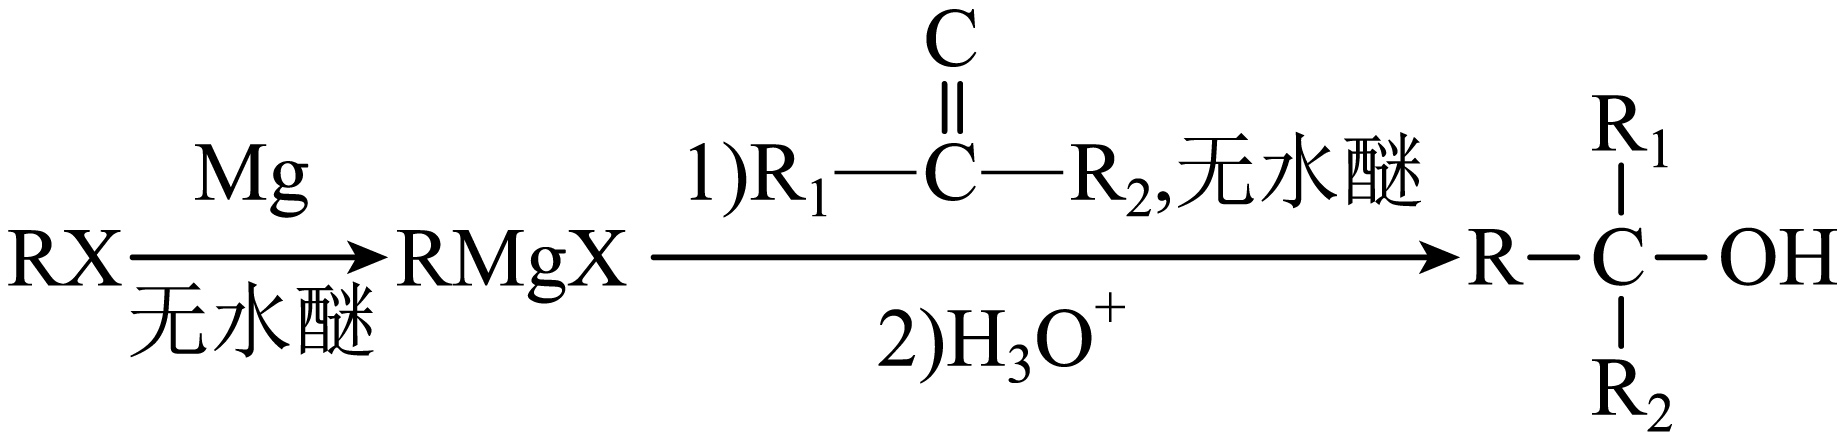 C
||
Mg 1)R₁—C—R₂,无水醚 R₁
RX → RMgX → R—C—OH
无水醚 2)H₃O⁺ R₂